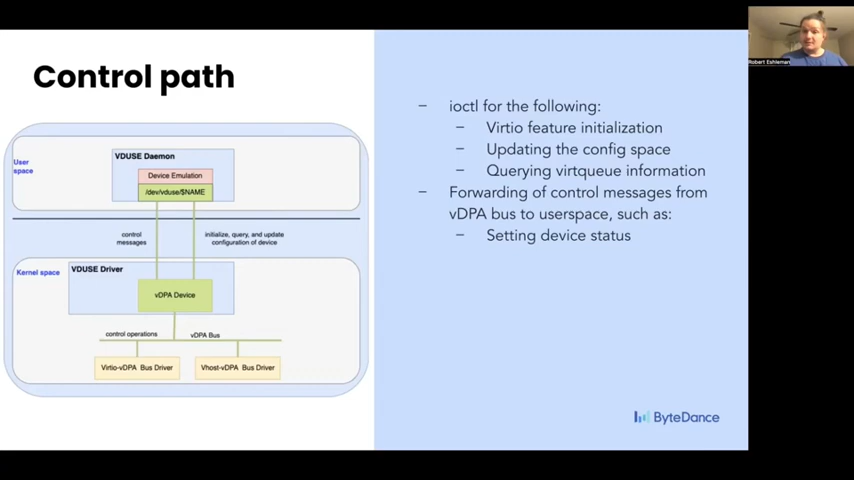 Control path
User
space
VDUSE Daemon
Device Emulation
/dev/vduse/$NAME
control
messages
initialize, query, and update
configuration of device
Kernel space
VDUSE Driver
vDPA Device
control operations
vDPA Bus
Virtio-vDPA Bus Driver
Vhost-vDPA Bus Driver
– ioctl for the following:
– Virtio feature initialization
– Updating the config space
– Querying virtqueue information
– Forwarding of control messages from
vDPA bus to userspace, such as:
– Setting device status
ByteDance
Robert Eshleman